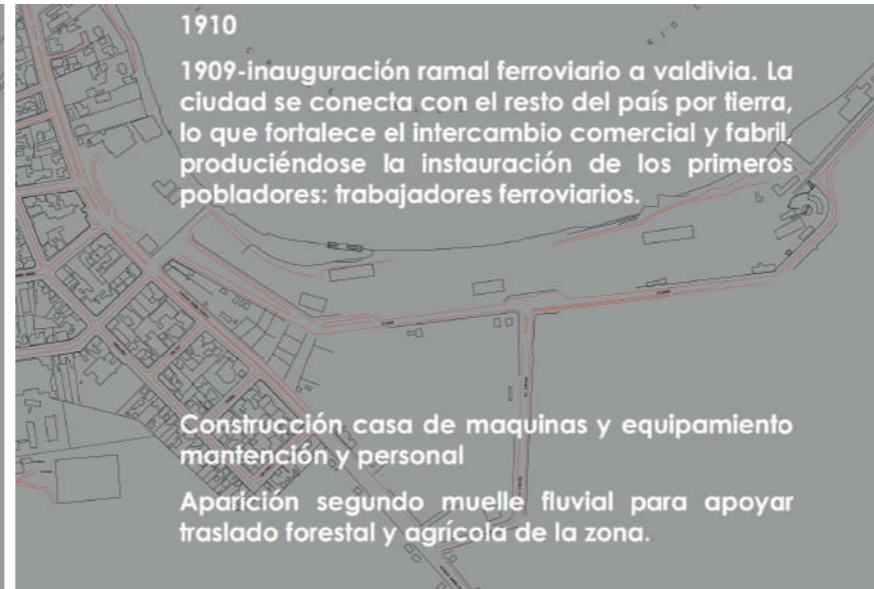 1910
1909-inauguración ramal ferroviario a valdivia. La
ciudad se conecta con el resto del país por tierra,
lo que fortalece el intercambio comercial y fabril,
produciéndose la instauración de los primeros
pobladores: trabajadores ferroviarios.
Construcción casa de maquinas y equipamiento
mantención y personal
Aparición segundo muelle fluvial para apoyar
traslado forestal y agrícola de la zona.